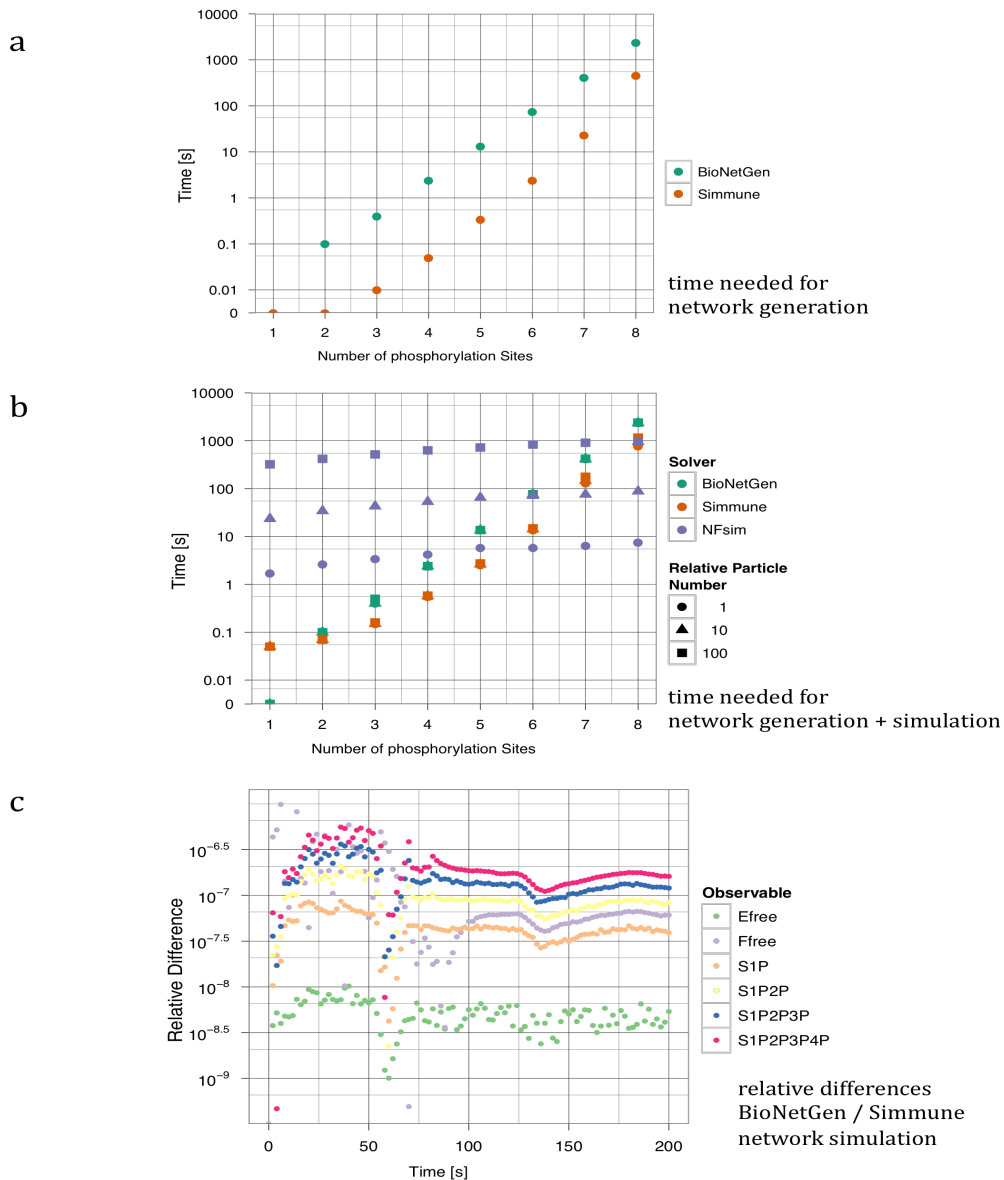 a
10000
1000
100
10
1
0.1
0.01
0
Time [s]
1 2 3 4 5 6 7 8
Number of phosphorylation Sites
BioNetGen
Simmune
time needed for
network generation
b
10000
1000
100
10
1
0.1
0.01
0
Time [s]
1 2 3 4 5 6 7 8
Number of phosphorylation Sites
Solver
BioNetGen
Simmune
NFsim
Relative Particle
Number
1
10
100
time needed for
network generation + simulation
c
10^−6.5
10^−7
10^−7.5
10^−8
10^−8.5
10^−9
Relative Difference
0 50 100 150 200
Time [s]
Observable
Efree
Ffree
S1P
S1P2P
S1P2P3P
S1P2P3P4P
relative differences
BioNetGen / Simmune
network simulation